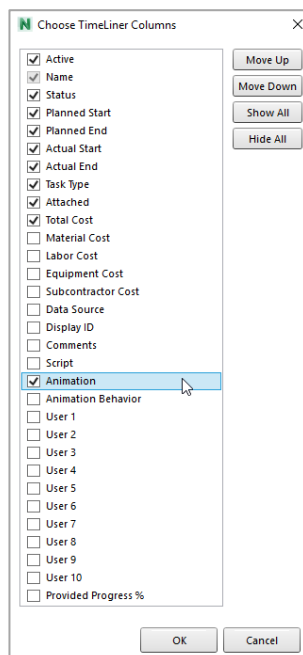 N Choose TimeLiner Columns
Active
Name
Status
Planned Start
Planned End
Actual Start
Actual End
Task Type
Attached
Total Cost
Material Cost
Labor Cost
Equipment Cost
Subcontractor Cost
Data Source
Display ID
Comments
Script
Animation
Animation Behavior
User 1
User 2
User 3
User 4
User 5
User 6
User 7
User 8
User 9
User 10
Provided Progress %
Move Up
Move Down
Show All
Hide All
OK
Cancel